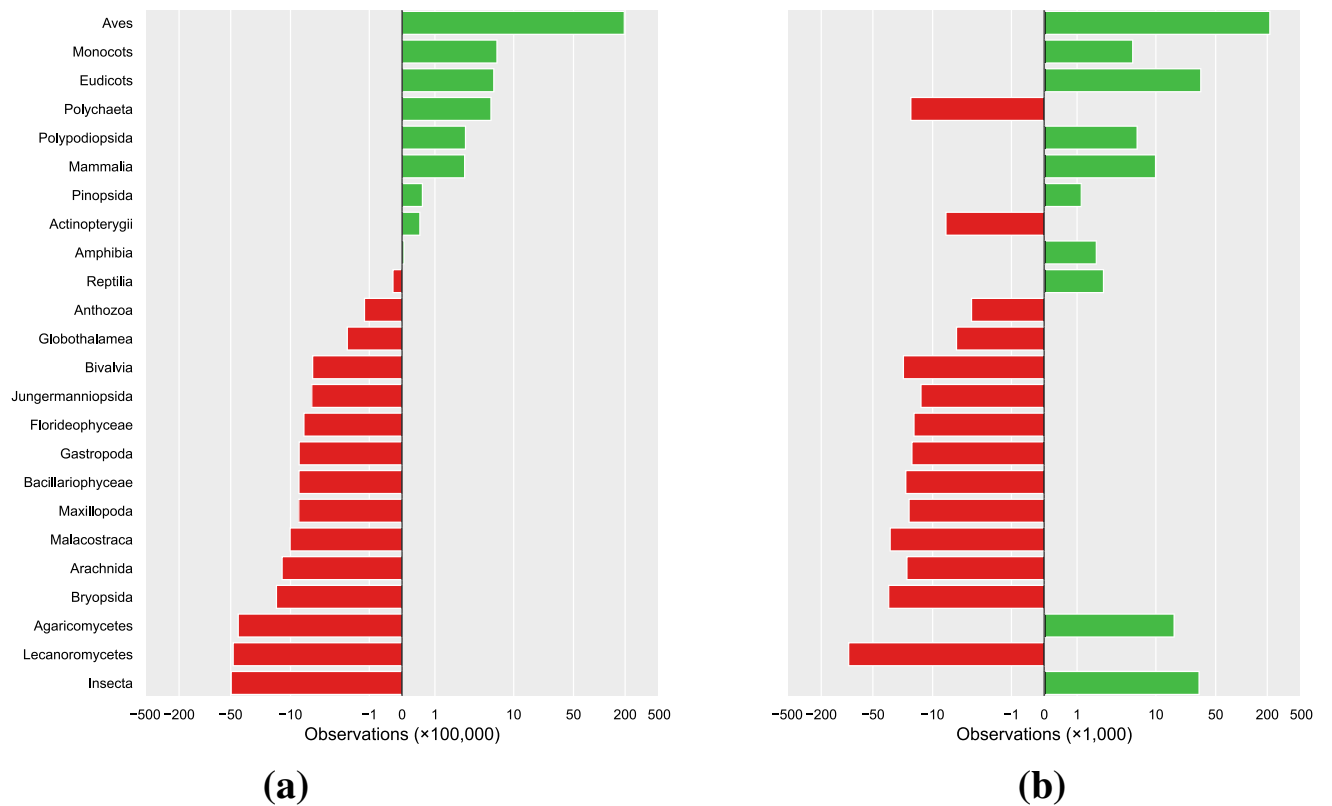 Aves
Monocots
Eudicots
Polychaeta
Polypodiopsida
Mammalia
Pinopsida
Actinopterygii
Amphibia
Reptilia
Anthozoa
Globothalamea
Bivalvia
Jungermanniopsida
Florideophyceae
Gastropoda
Bacillariophyceae
Maxillopoda
Malacostraca
Arachnida
Bryopsida
Agaricomycetes
Lecanoromycetes
Insecta
−500 −200 −50 −10 −1 0 1 10 50 200 500
Observations (×100,000)
(a)
−500 −200 −50 −10 −1 0 1 10 50 200 500
Observations (×1,000)
(b)